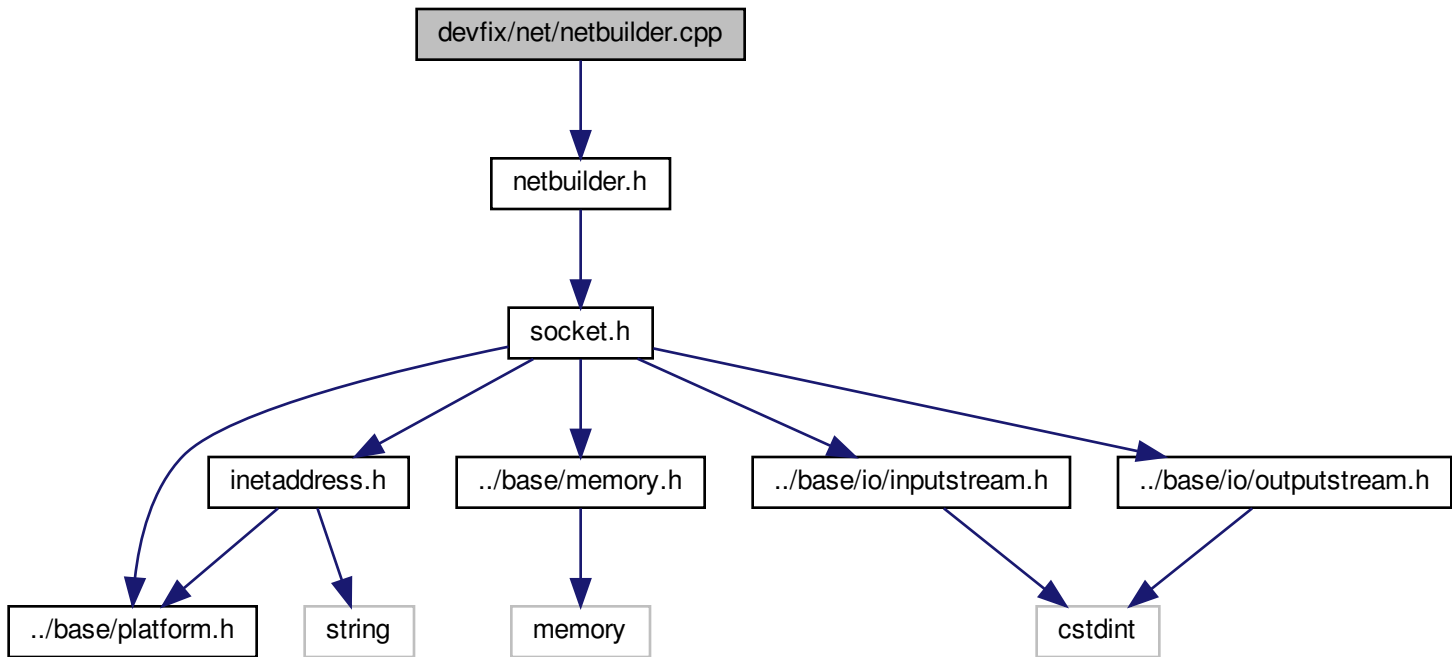 devfix/net/netbuilder.cpp
netbuilder.h
socket.h
inetaddress.h
../base/memory.h
../base/io/inputstream.h
../base/io/outputstream.h
../base/platform.h
string
memory
cstdint